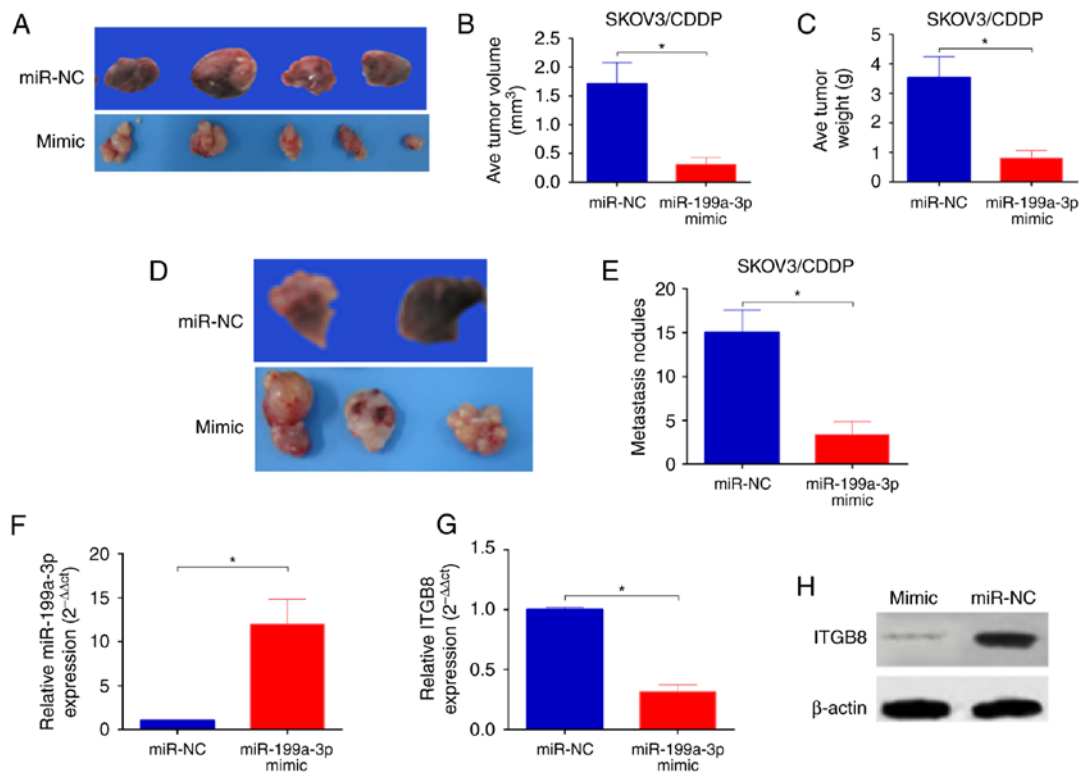 A
miR-NC
Mimic
B
SKOV3/CDDP
*
Ave tumor volume
(mm3)
2.5
2.0
1.5
1.0
0.5
0.0
miR-NC
miR-199a-3p
mimic
C
SKOV3/CDDP
*
Ave tumor
weight (g)
5
4
3
2
1
0
miR-NC
miR-199a-3p
mimic
D
miR-NC
Mimic
E
SKOV3/CDDP
*
Metastasis nodules
20
15
10
5
0
miR-NC
miR-199a-3p
mimic
F
*
Relative miR-199a-3p
expression (2−ΔΔct)
20
15
10
5
0
miR-NC
miR-199a-3p
mimic
G
*
Relative ITGB8
expression (2−ΔΔct)
1.5
1.0
0.5
0.0
miR-NC
miR-199a-3p
mimic
H
Mimic miR-NC
ITGB8
β-actin